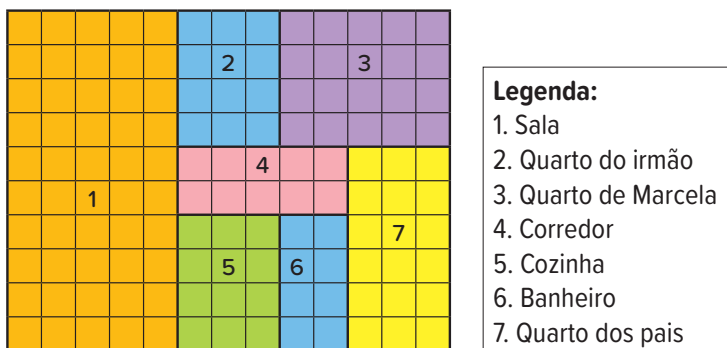 2
3
4
1
7
5 6
Legenda:
1. Sala
2. Quarto do irmão
3. Quarto de Marcela
4. Corredor
5. Cozinha
6. Banheiro
7. Quarto dos pais